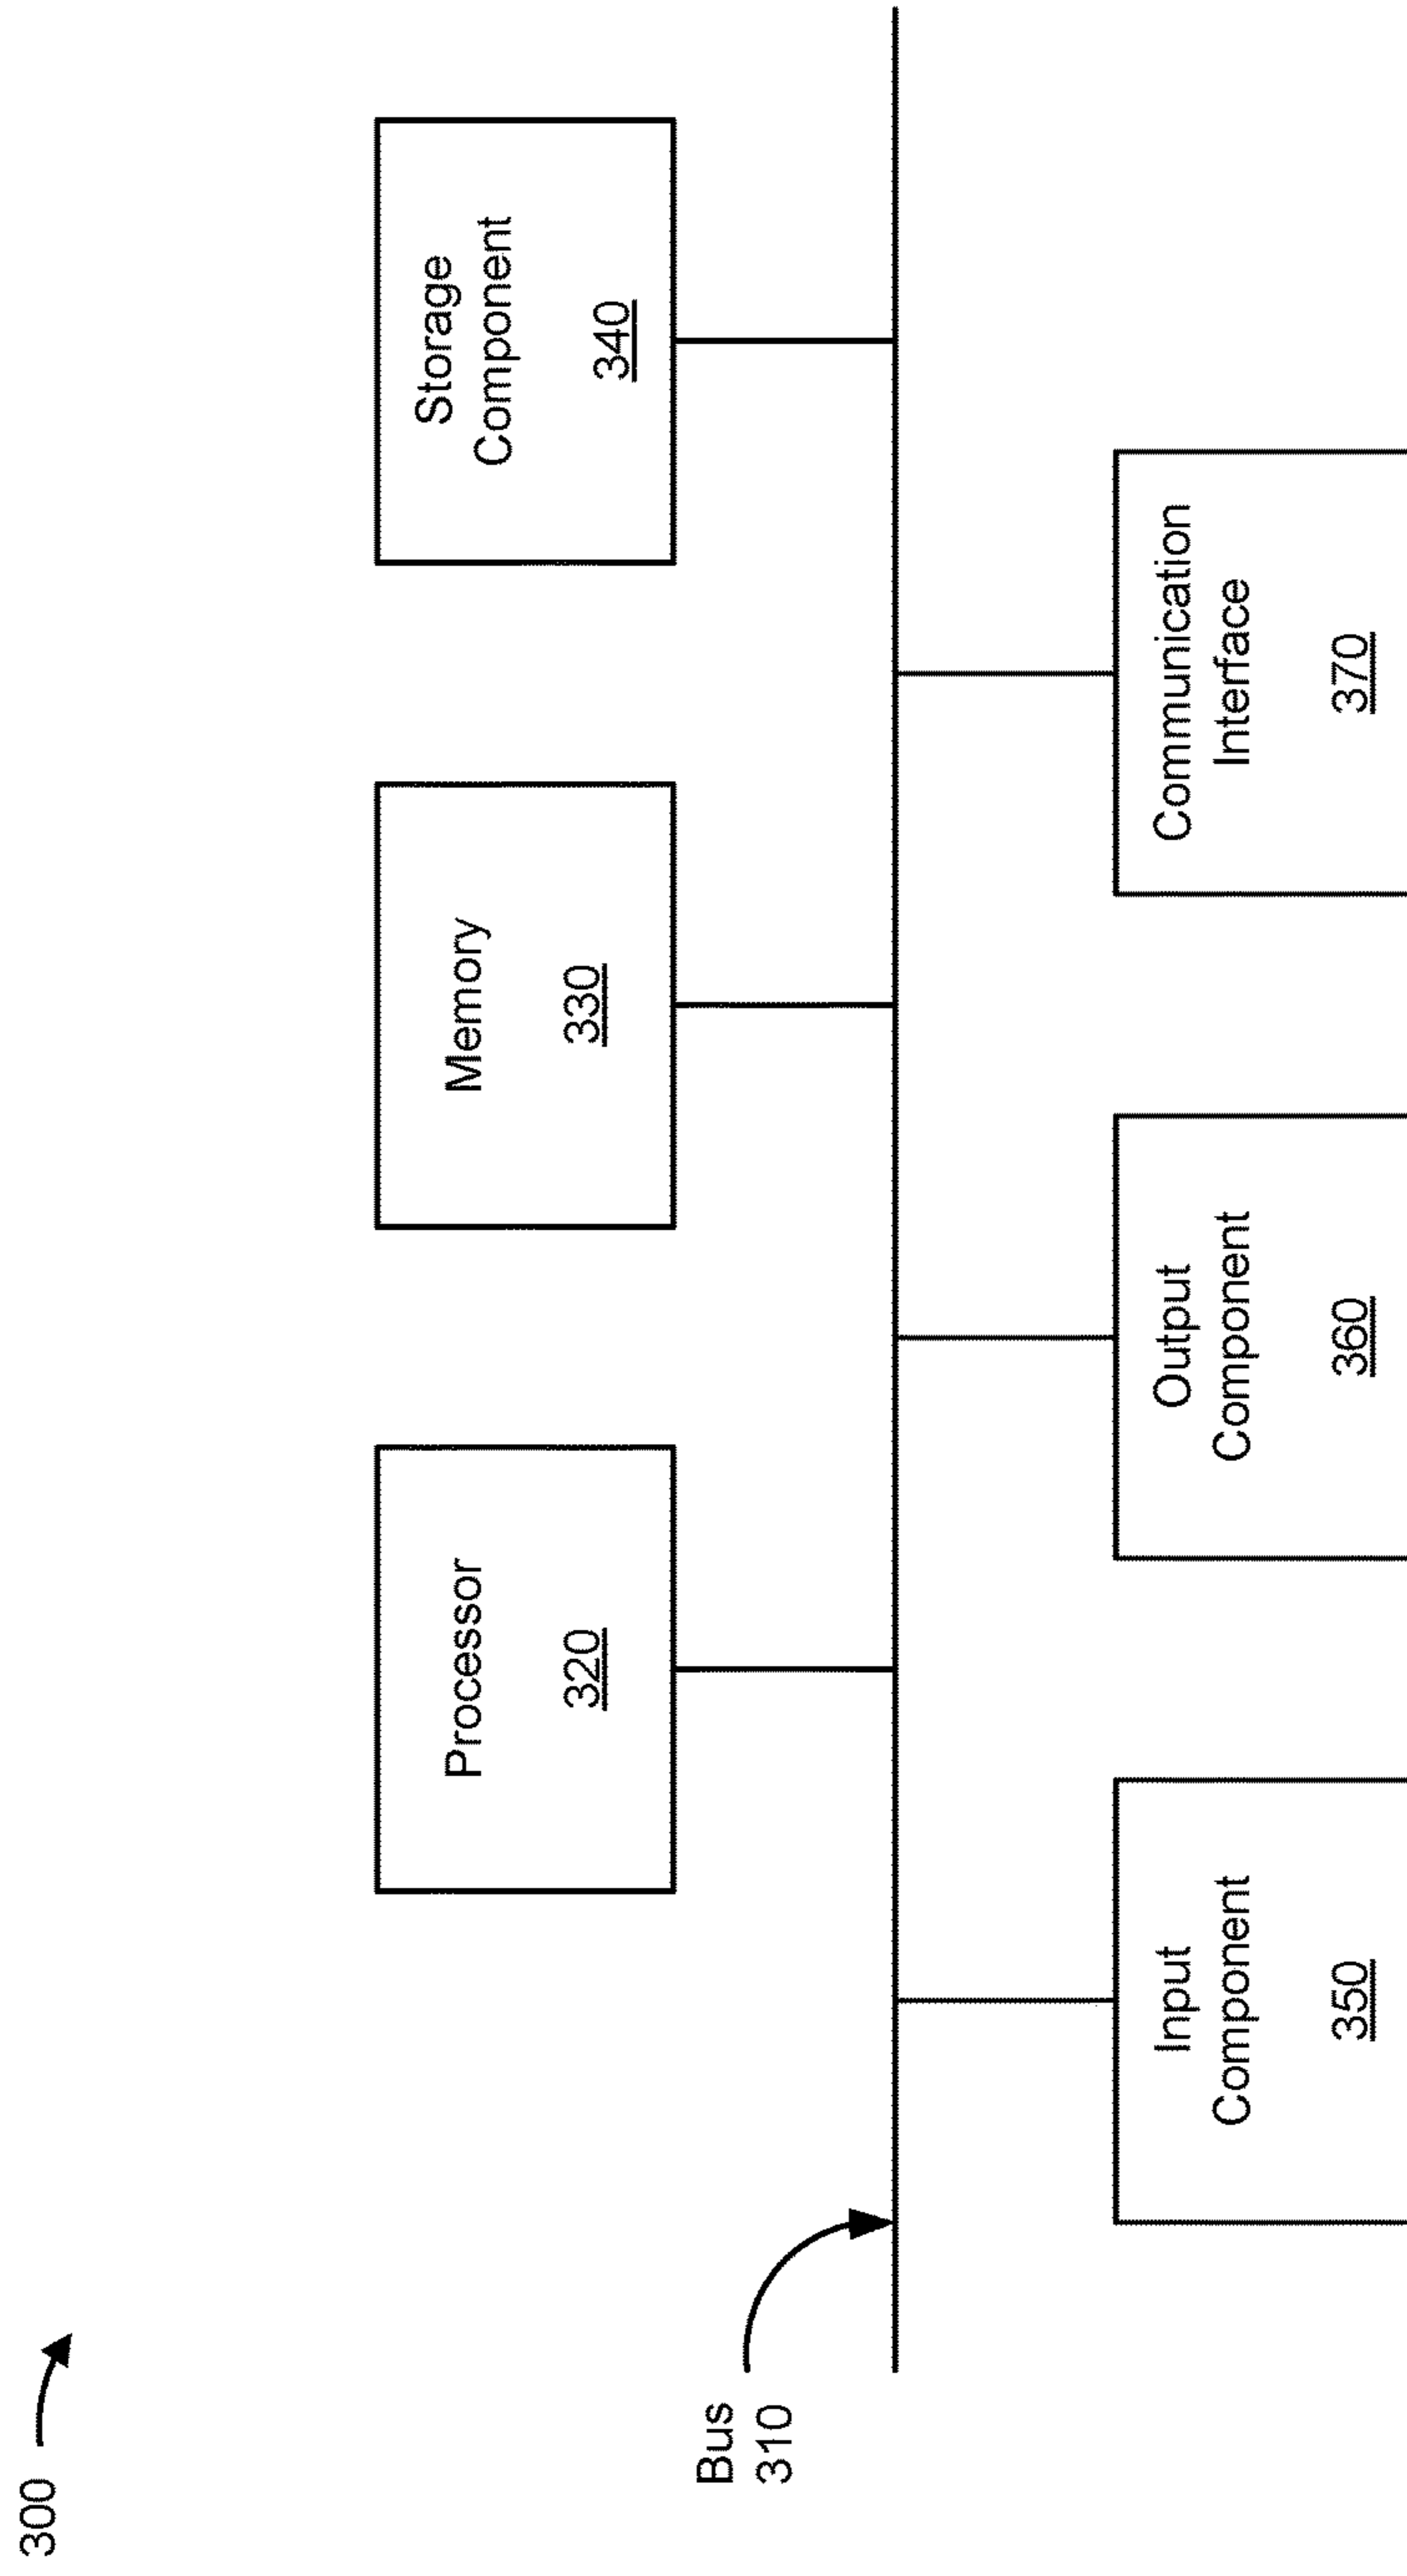 300
Processor
320
Memory
330
Storage
Component
340
Bus
310
Input
Component
350
Output
Component
360
Communication
Interface
370